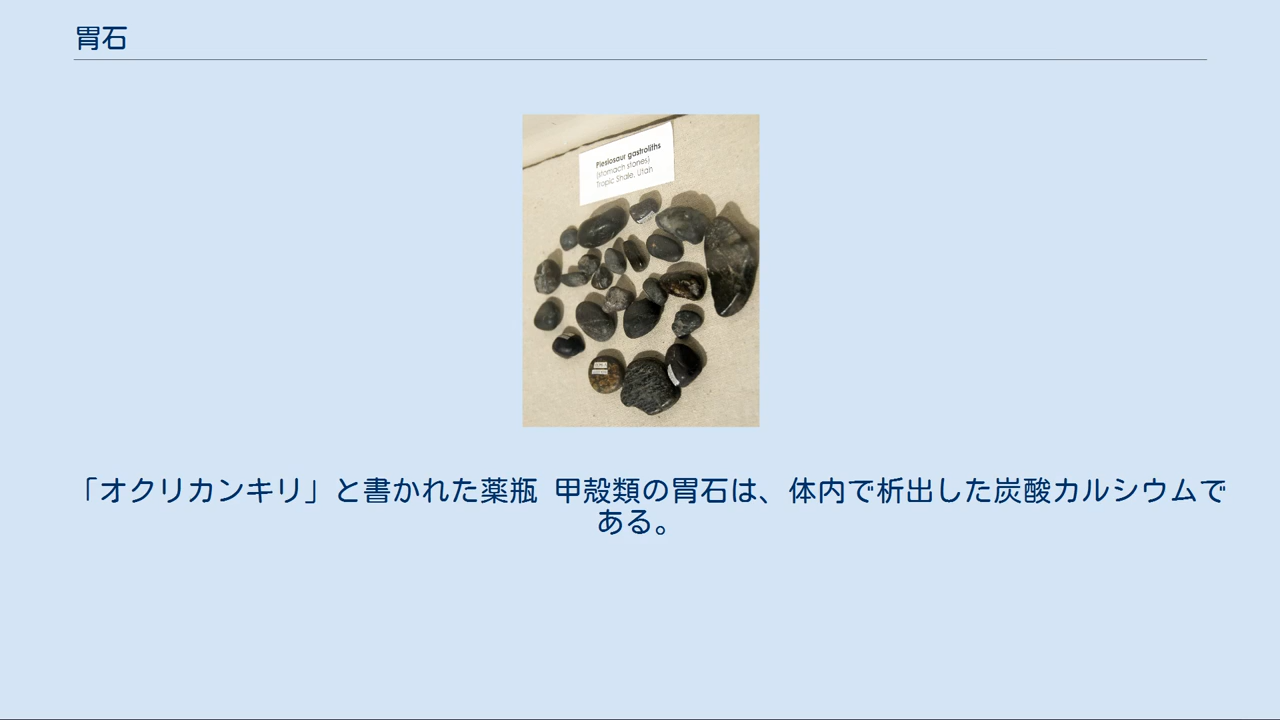 胃石
Plesiosaur gastroliths
(stomach stones)
Tropic Shale, Utah
「オクリカンキリ」と書かれた薬瓶 甲殻類の胃石は、体内で析出した炭酸カルシウムで
ある。